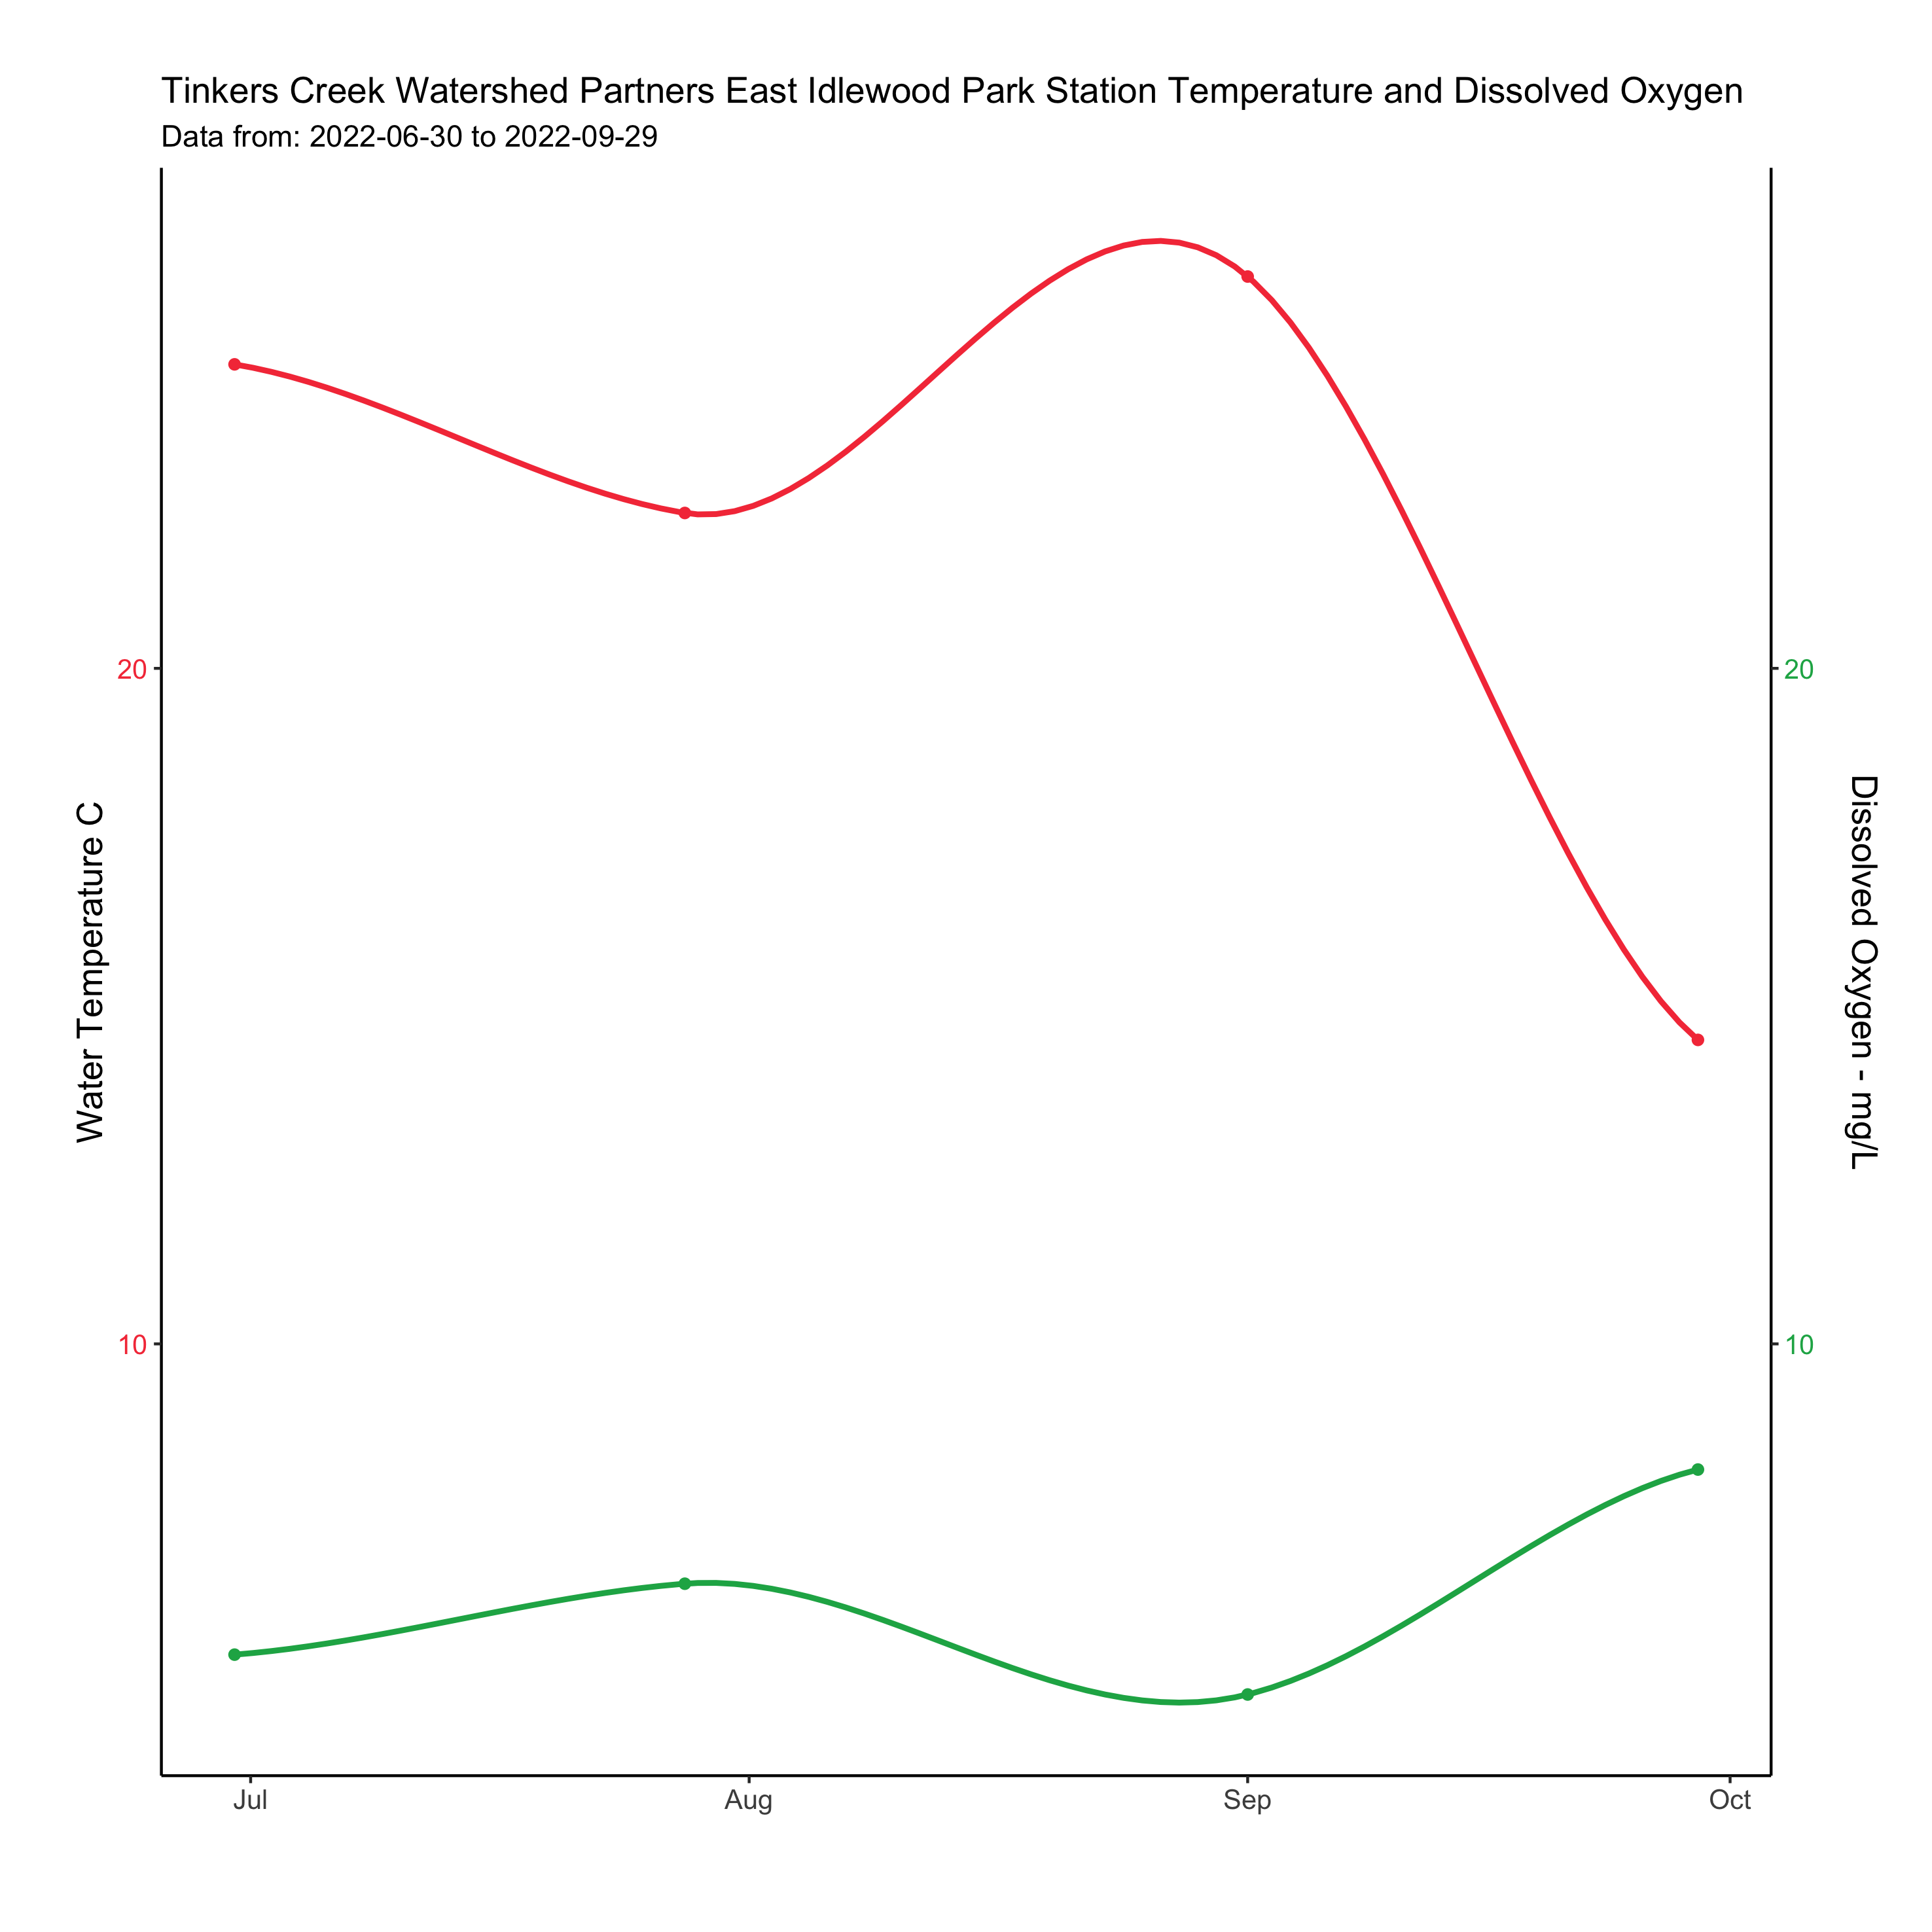 Tinkers Creek Watershed Partners East Idlewood Park Station Temperature and Dissolved Oxygen
Data from: 2022-06-30 to 2022-09-29
Water Temperature C
20
10
20
10
Dissolved Oxygen - mg/L
Jul
Aug
Sep
Oct